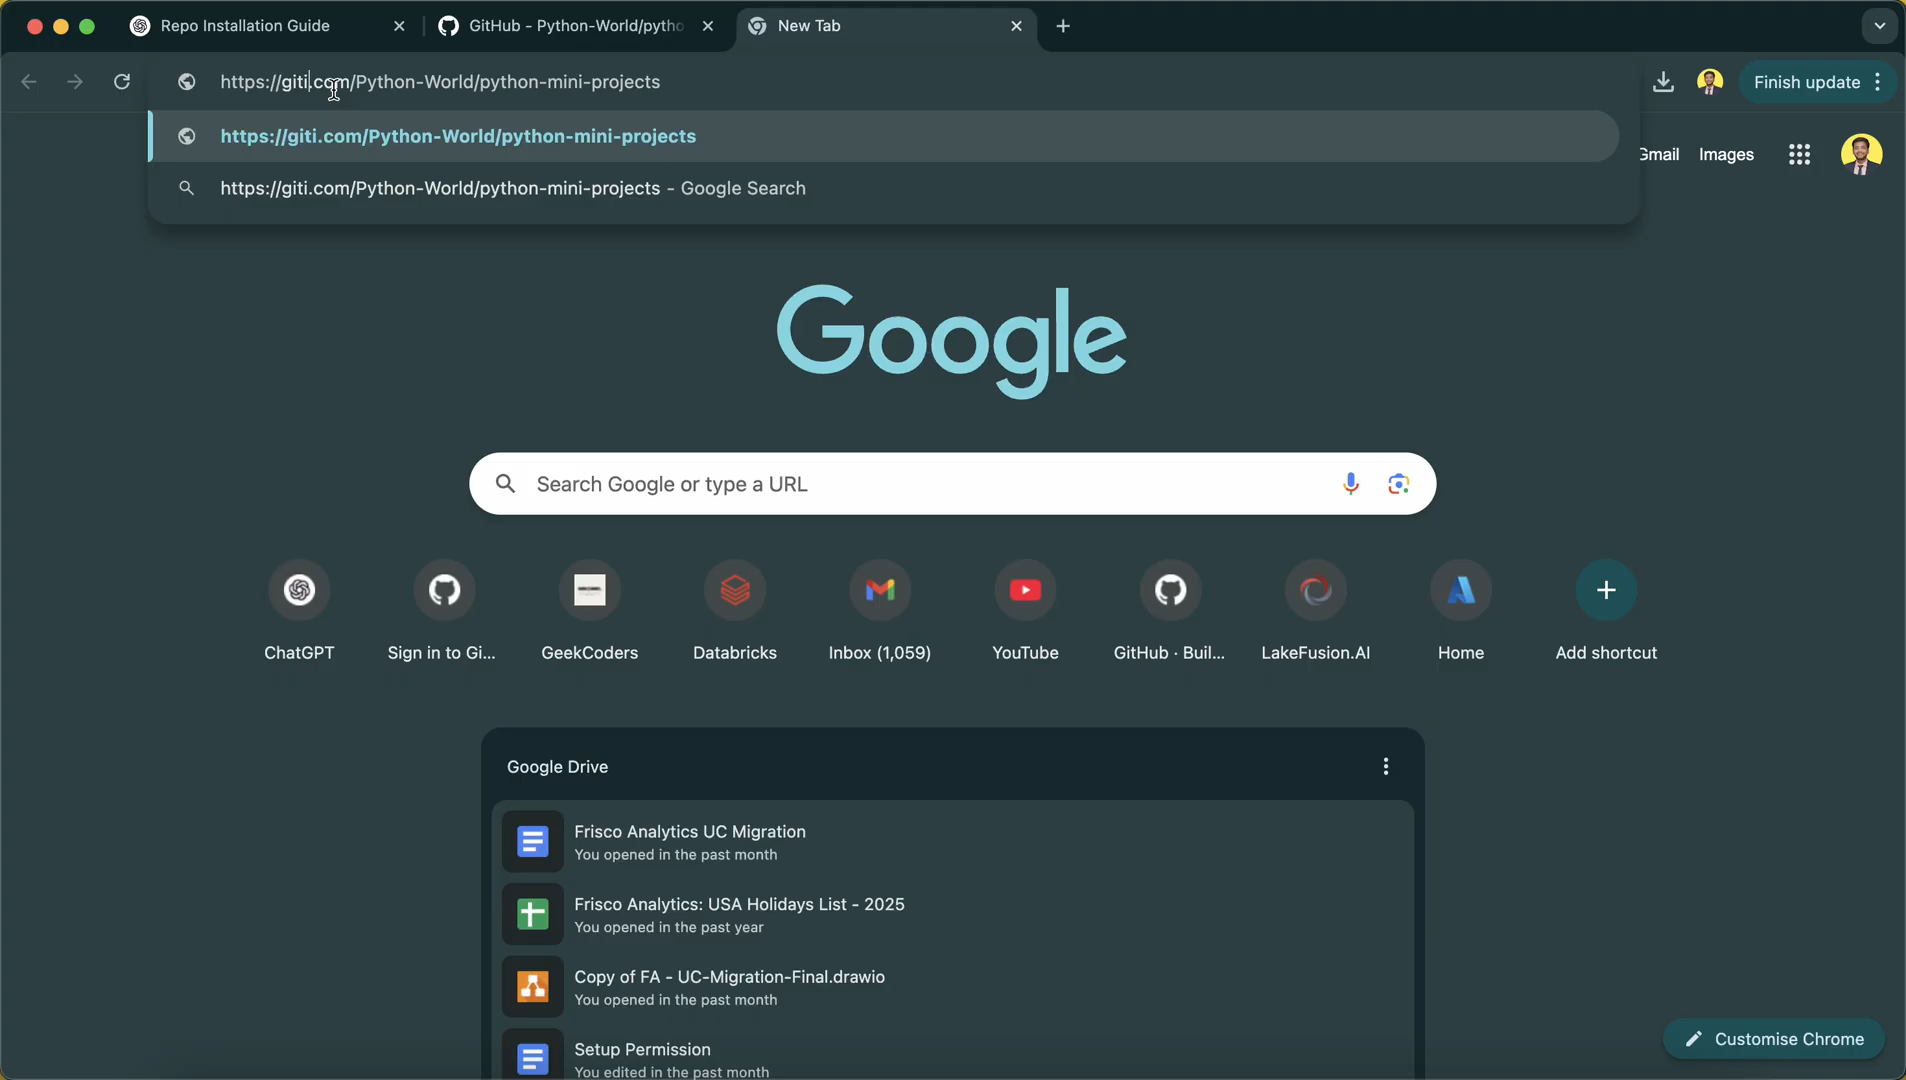 Repo Installation Guide
GitHub - Python-World/pytho
New Tab
https://giti.com/Python-World/python-mini-projects
Finish update
https://giti.com/Python-World/python-mini-projects
https://giti.com/Python-World/python-mini-projects - Google Search
Gmail
Images
Google
Search Google or type a URL
ChatGPT
Sign in to Gi...
GeekCoders
Databricks
Inbox (1,059)
YouTube
GitHub · Buil...
LakeFusion.AI
Home
Add shortcut
Google Drive
Frisco Analytics UC Migration
You opened in the past month
Frisco Analytics: USA Holidays List - 2025
You opened in the past year
Copy of FA - UC-Migration-Final.drawio
You opened in the past month
Setup Permission
You edited in the past month
Customise Chrome